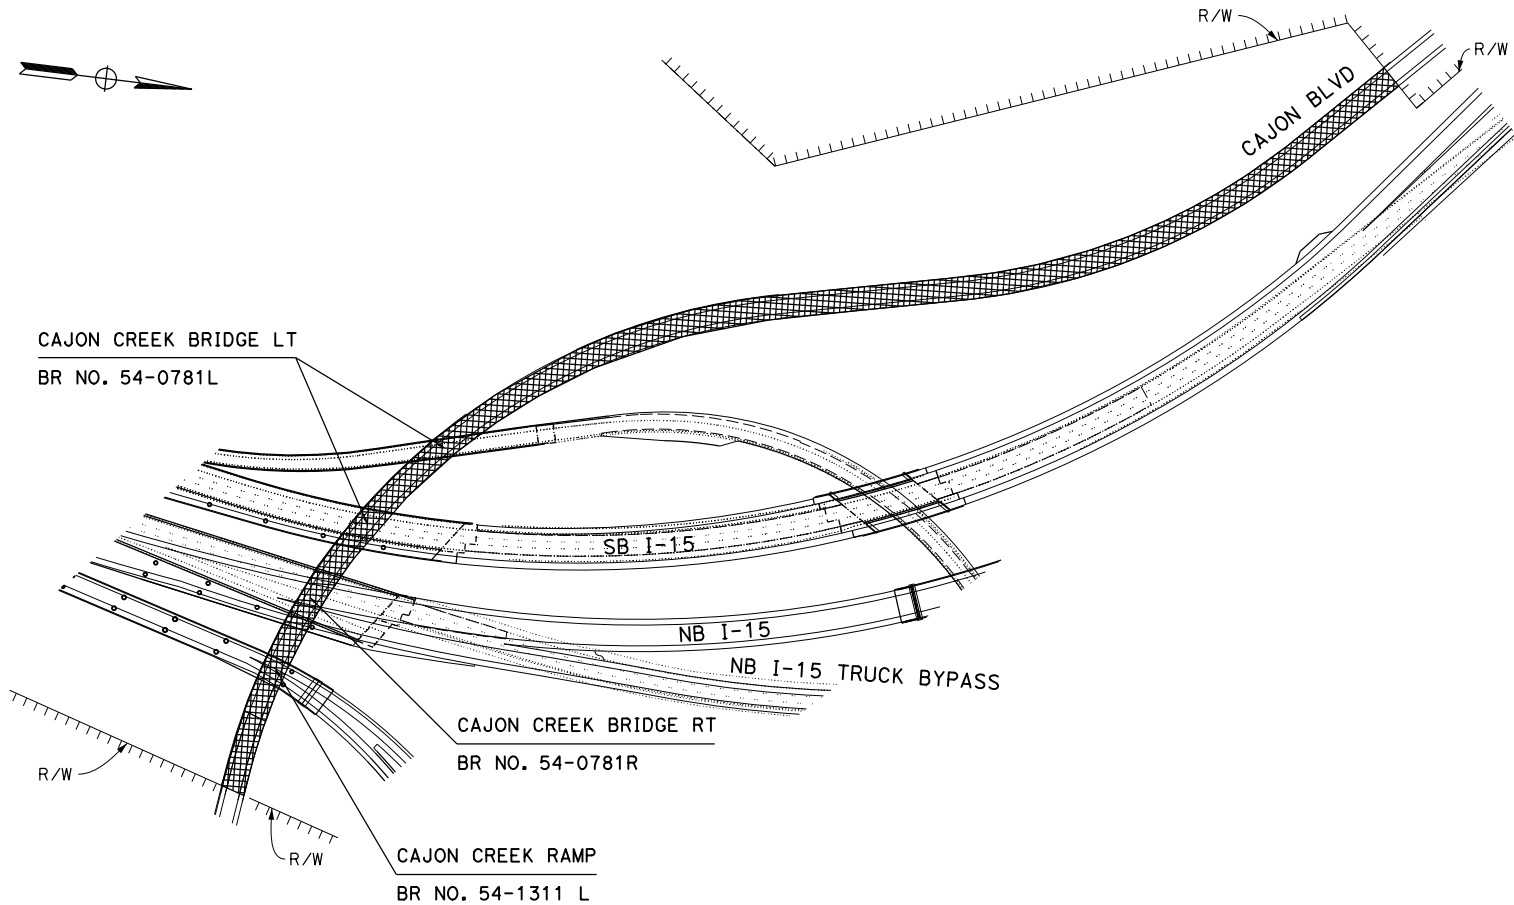 R/W
R/W
CAJON BLVD
CAJON CREEK BRIDGE LT
BR NO. 54-0781L
SB I-15
NB I-15
NB I-15 TRUCK BYPASS
CAJON CREEK BRIDGE RT
BR NO. 54-0781R
R/W
R/W
CAJON CREEK RAMP
BR NO. 54-1311 L